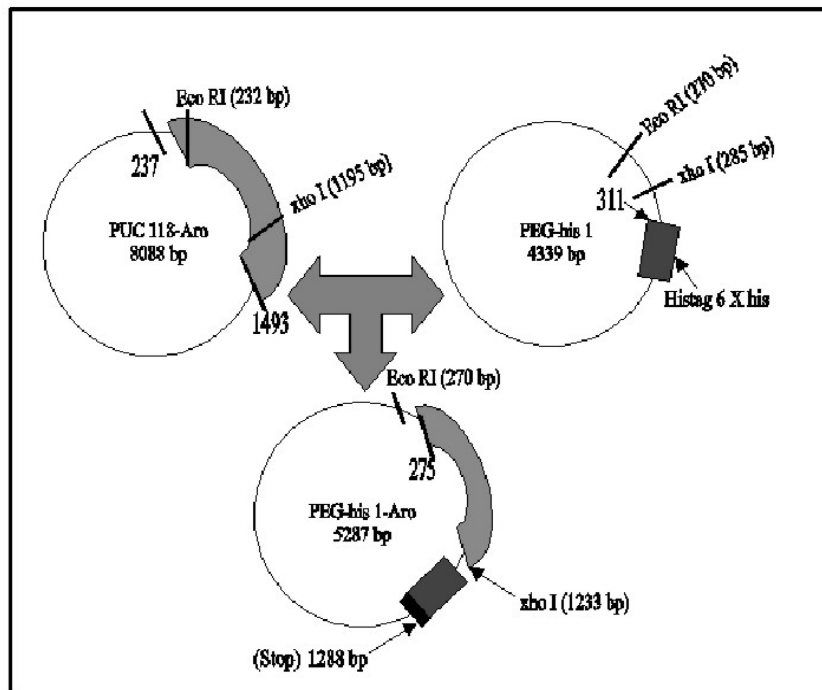 Eco RI (232 bp)
237
xho I (1195 bp)
PUC 118-Aro
8088 bp
1493
Eco RI (270 bp)
xho I (285 bp)
311
PEG-his 1
4339 bp
Histag 6 X his
Eco RI (270 bp)
275
PEG-his 1-Aro
5287 bp
xho I (1233 bp)
(Stop) 1288 bp